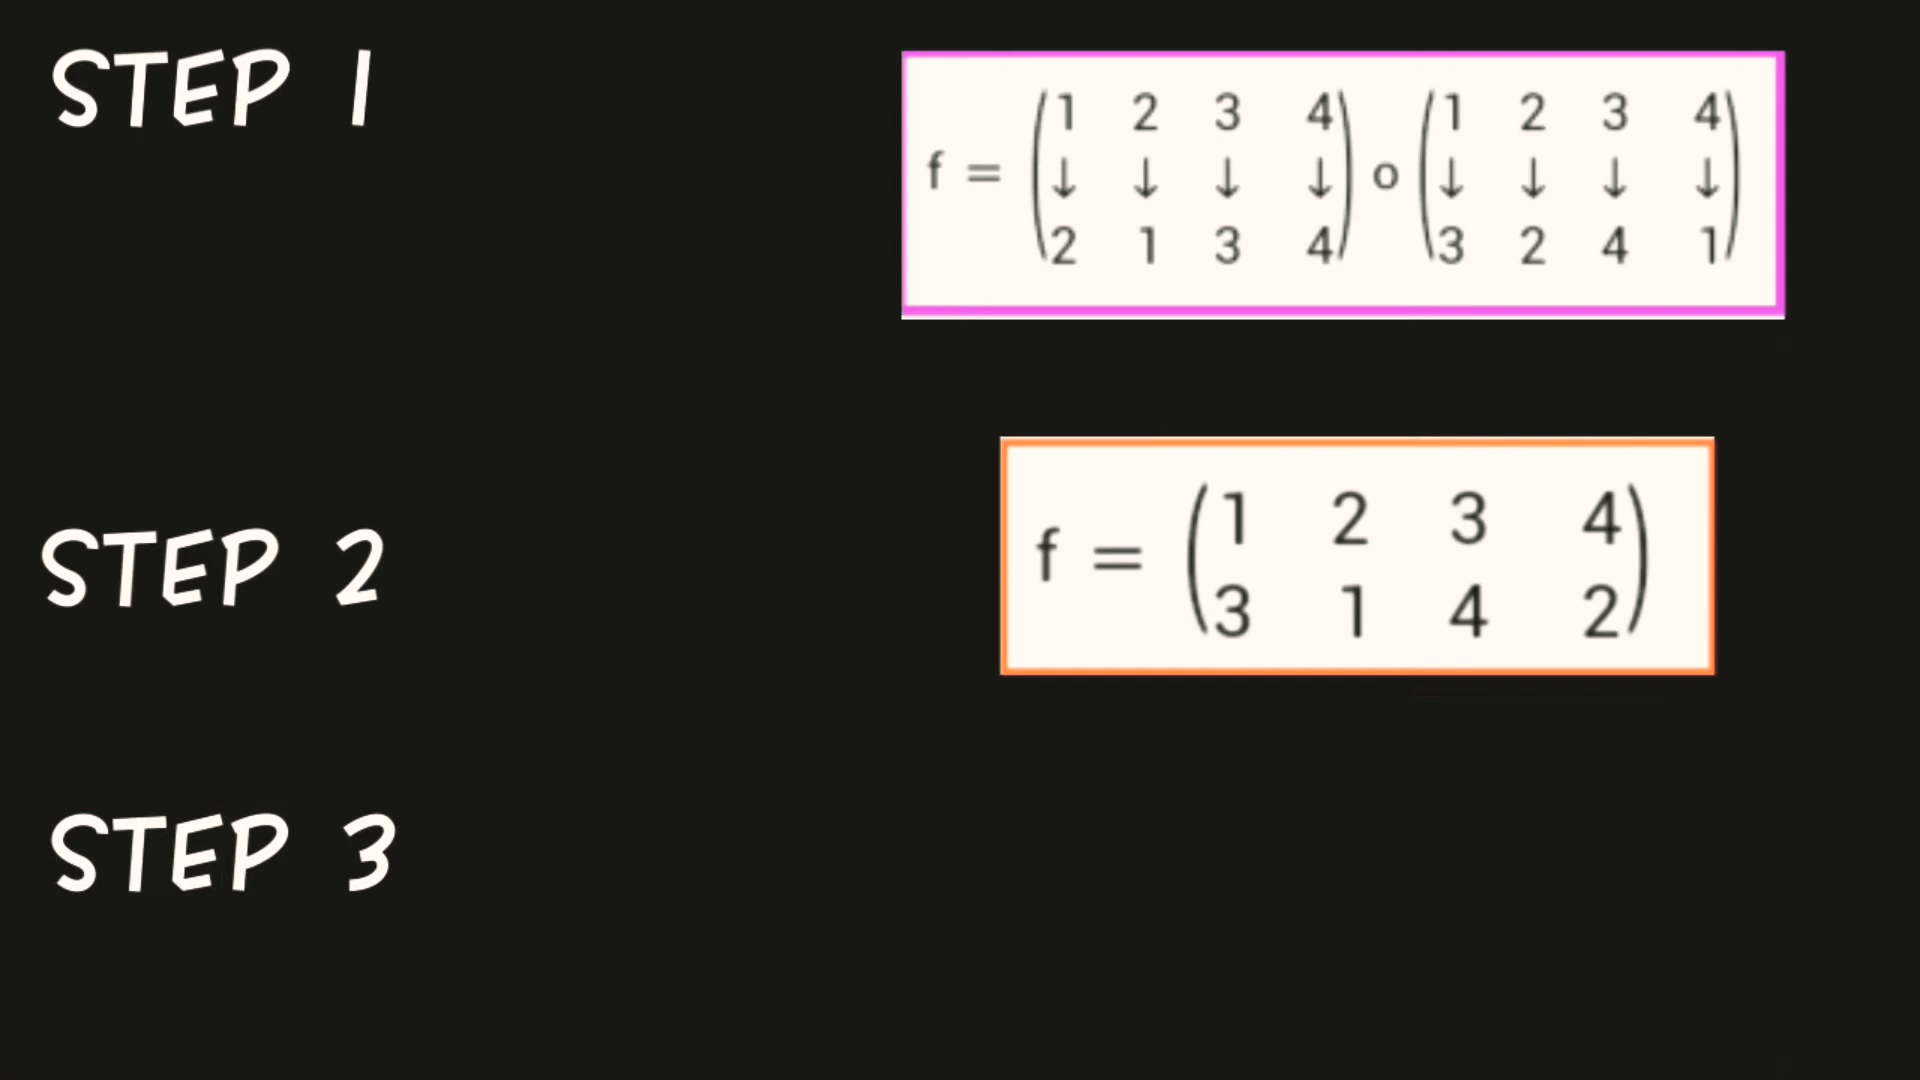 STEP 1
1 2 3 4 1 2 3 4
f = ( ↓ ↓ ↓ ↓ ) o ( ↓ ↓ ↓ ↓ )
2 1 3 4 3 2 4 1
STEP 2
f = ( 1 2 3 4
3 1 4 2 )
STEP 3